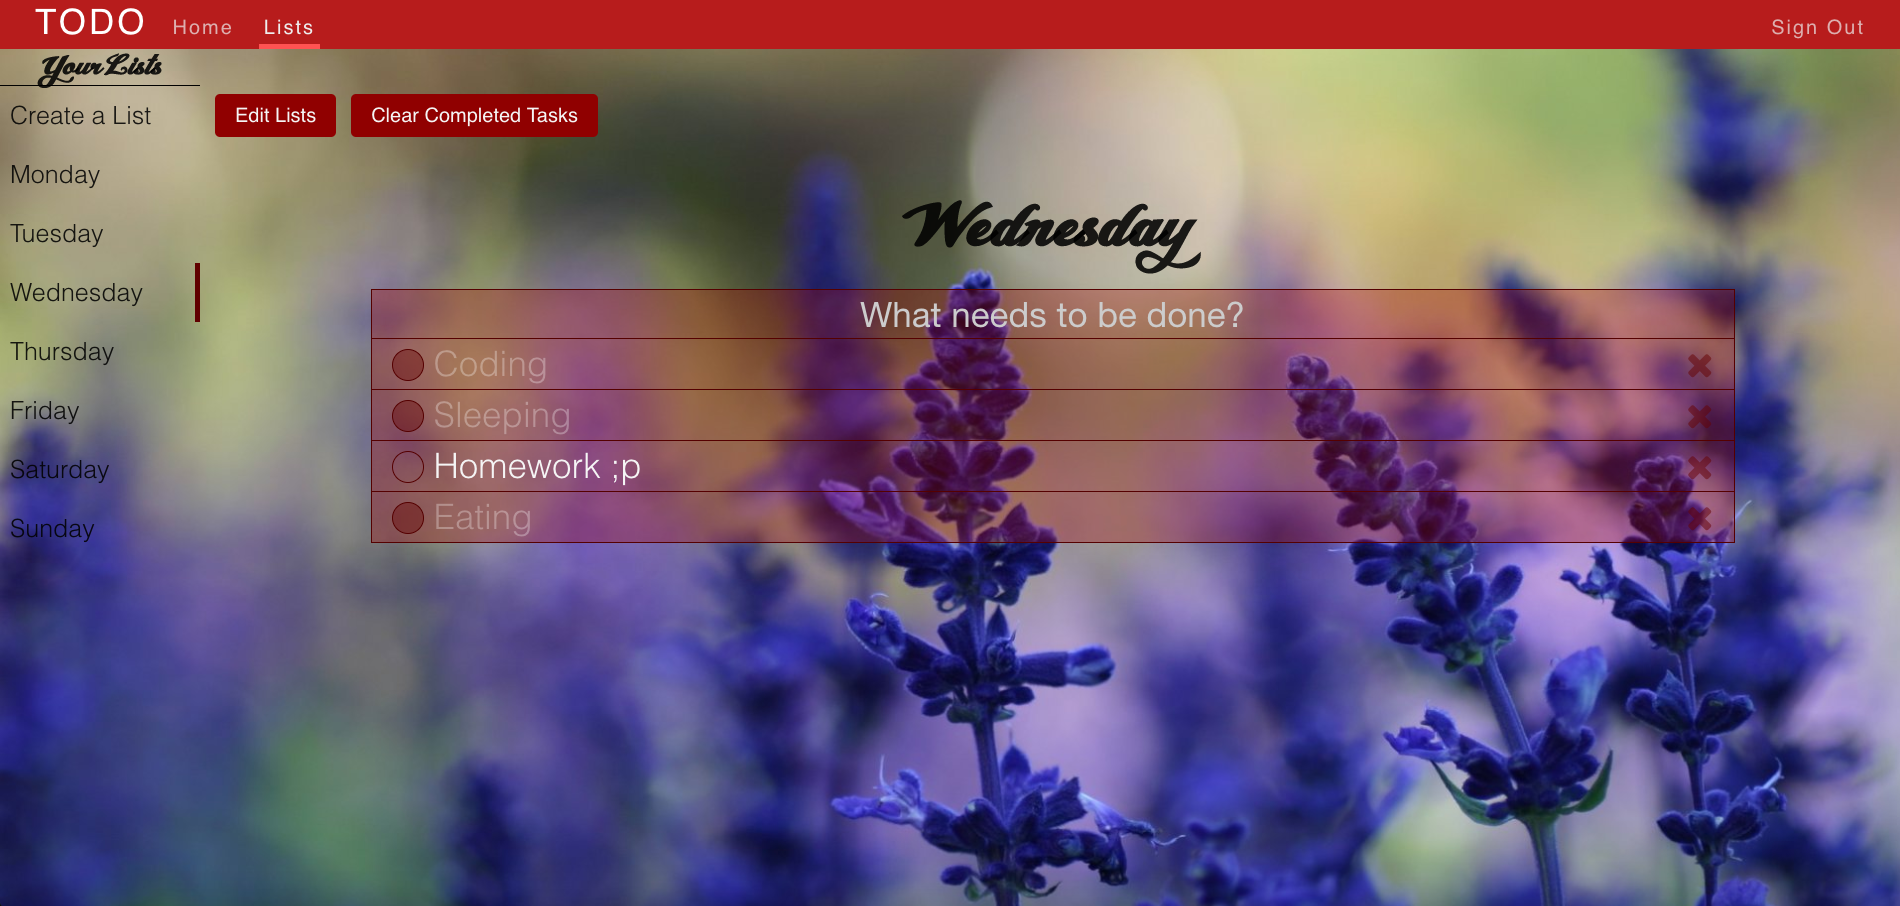 TODO Home Lists Sign Out
Your Lists
Create a List
Monday
Tuesday
Wednesday
Thursday
Friday
Saturday
Sunday
Edit Lists Clear Completed Tasks
Wednesday
What needs to be done?
Coding
Sleeping
Homework ;p
Eating